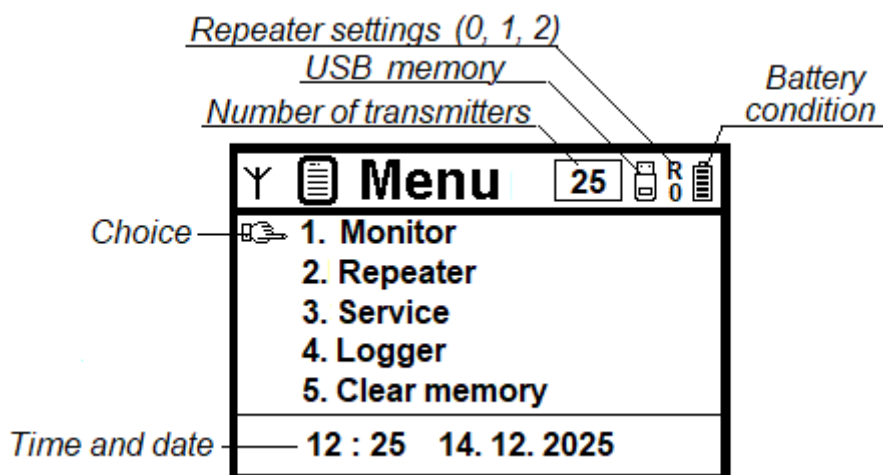 Repeater settings (0, 1, 2)
USB memory
Battery
condition
Number of transmitters
Menu 25 R
0
Choice
1. Monitor
2. Repeater
3. Service
4. Logger
5. Clear memory
Time and date
12 : 25 14. 12. 2025